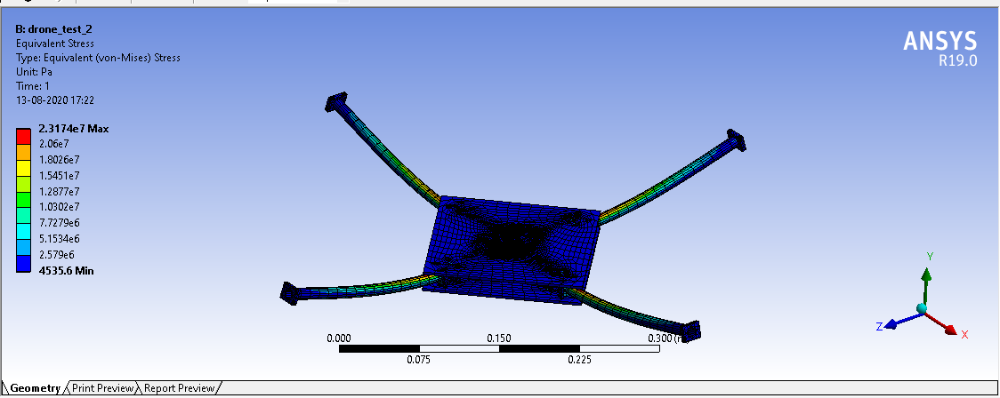 B: drone_test_2
Equivalent Stress
Type: Equivalent (von-Mises) Stress
Unit: Pa
Time: 1
13-08-2020 17:22
ANSYS
R19.0
2.3174e7 Max
2.06e7
1.8026e7
1.5451e7
1.2877e7
1.0302e7
7.7279e6
5.1534e6
2.579e6
4535.6 Min
Y
Z
X
0.000 0.150 0.300
0.075 0.225
Geometry Print Preview Report Preview